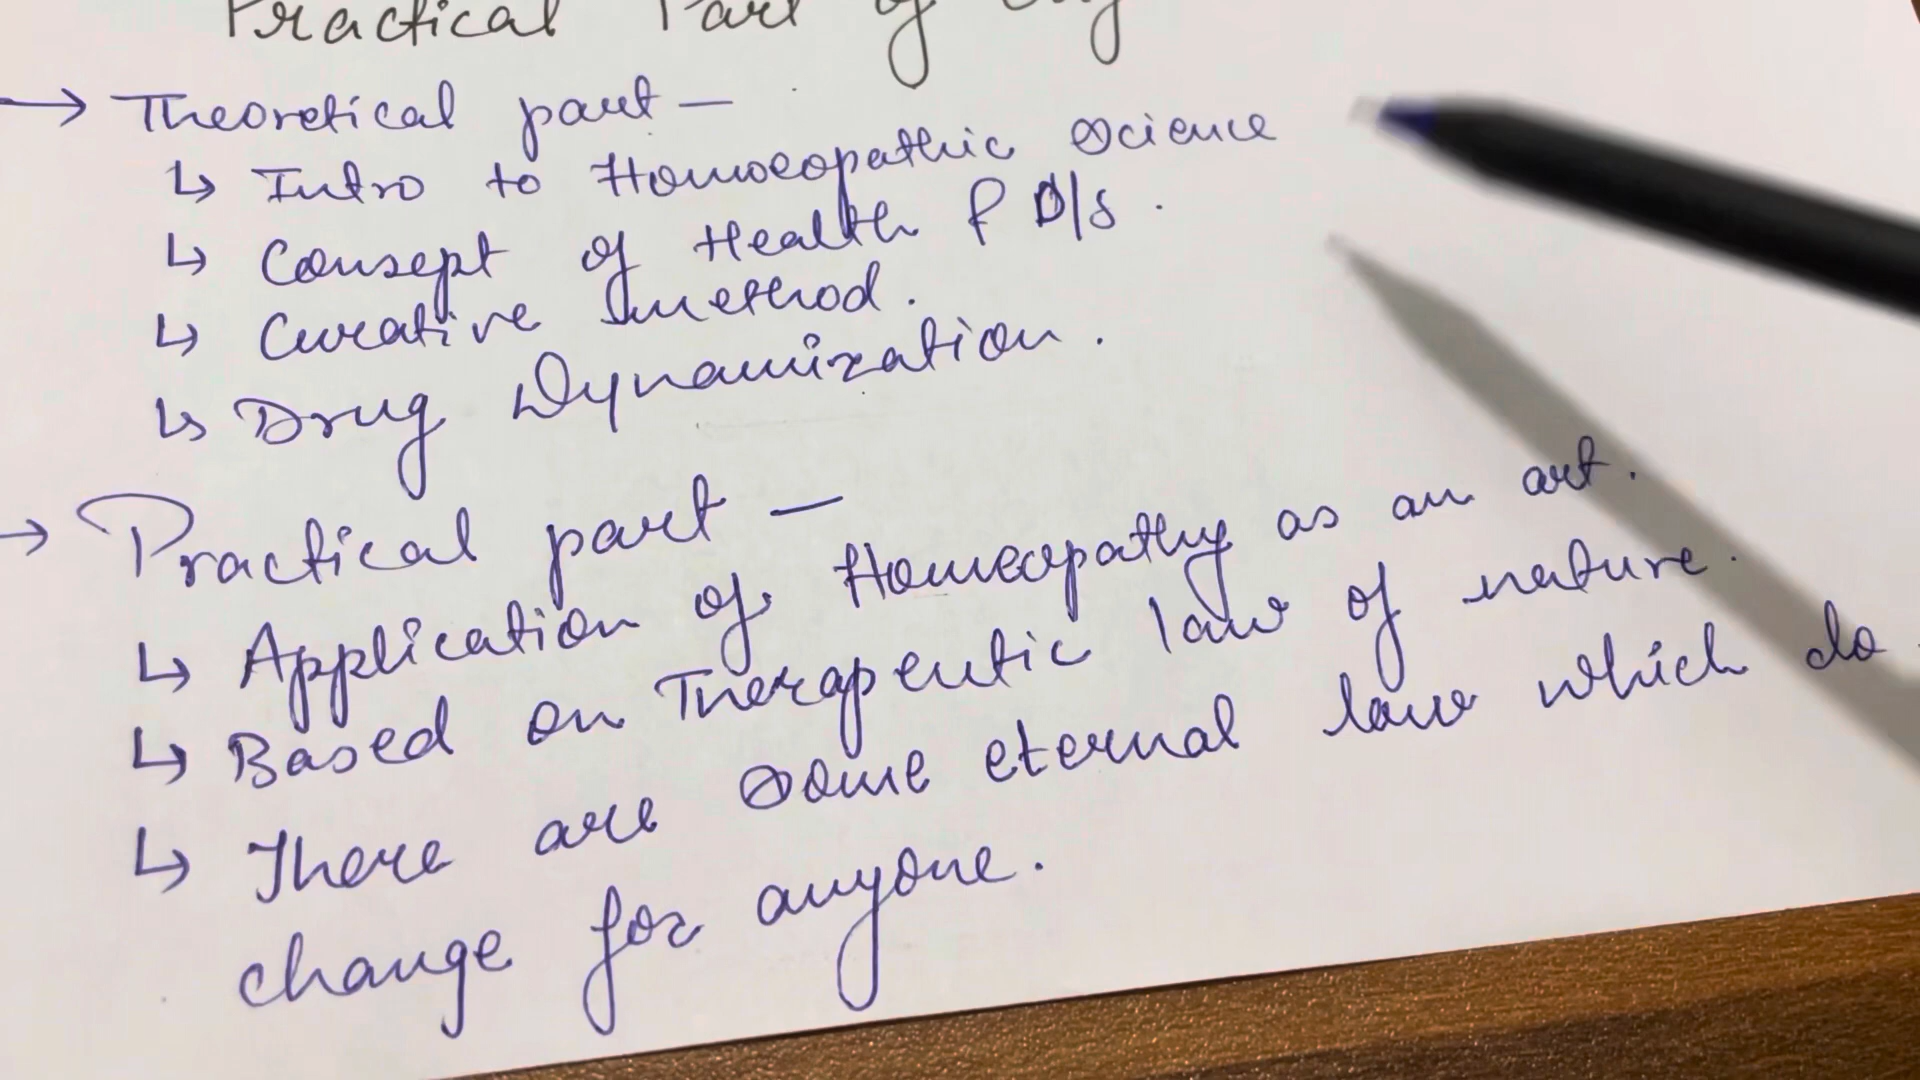 Practical Part of
→ Theoretical part —
↳ Intro to Homoeopathic Science
↳ Consept of Health & D/s.
↳ Curative method.
↳ Drug Dynamization.
→ Practical part —
↳ Application of Homeopathy as an art.
↳ Based on Therapeutic law of nature.
↳ There are some eternal law which do
change for anyone.